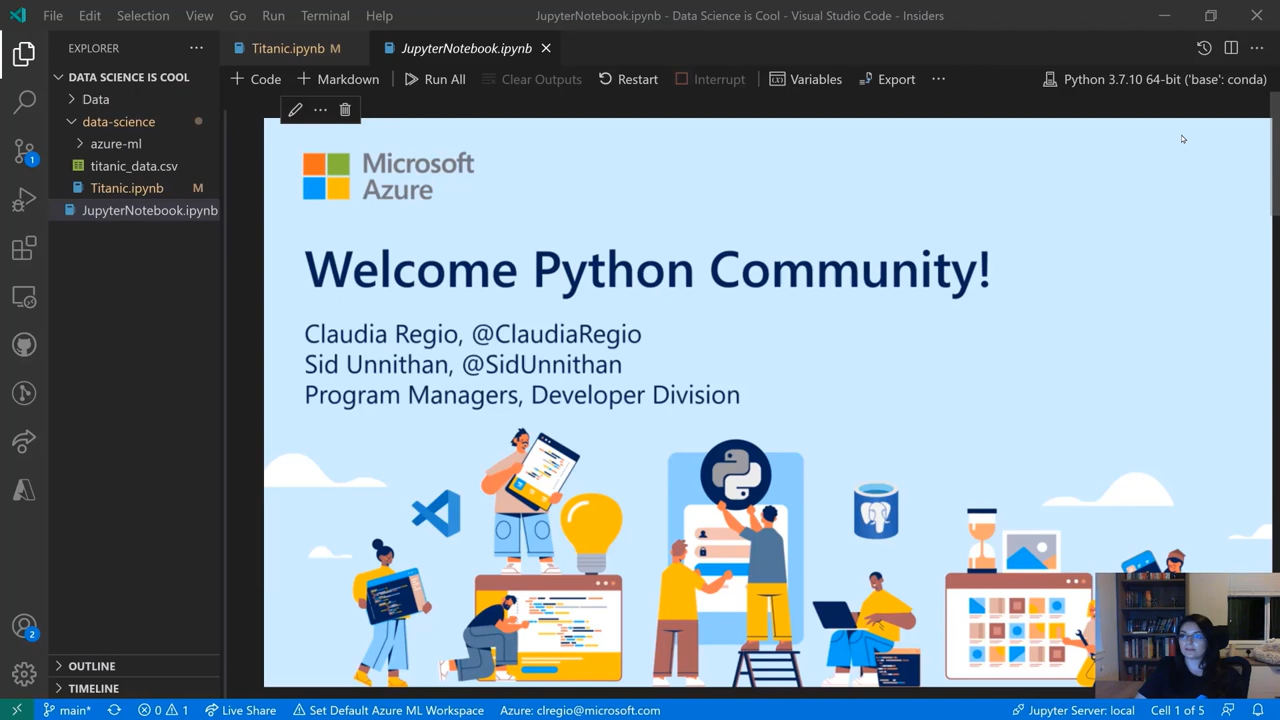 File Edit Selection View Go Run Terminal Help
JupyterNotebook.ipynb - Data Science is Cool - Visual Studio Code - Insiders
EXPLORER
Titanic.ipynb M
JupyterNotebook.ipynb
DATA SCIENCE IS COOL
Code
Markdown
Run All
Clear Outputs
Restart
Interrupt
Variables
Export
Python 3.7.10 64-bit ('base': conda)
Data
data-science
azure-ml
titanic_data.csv
Titanic.ipynb M
JupyterNotebook.ipynb
1
2
Microsoft
Azure
Welcome Python Community!
Claudia Regio, @ClaudiaRegio
Sid Unnithan, @SidUnnithan
Program Managers, Developer Division
OUTLINE
TIMELINE
main* 0 1 Live Share Set Default Azure ML Workspace Azure: clregio@microsoft.com Jupyter Server: local Cell 1 of 5